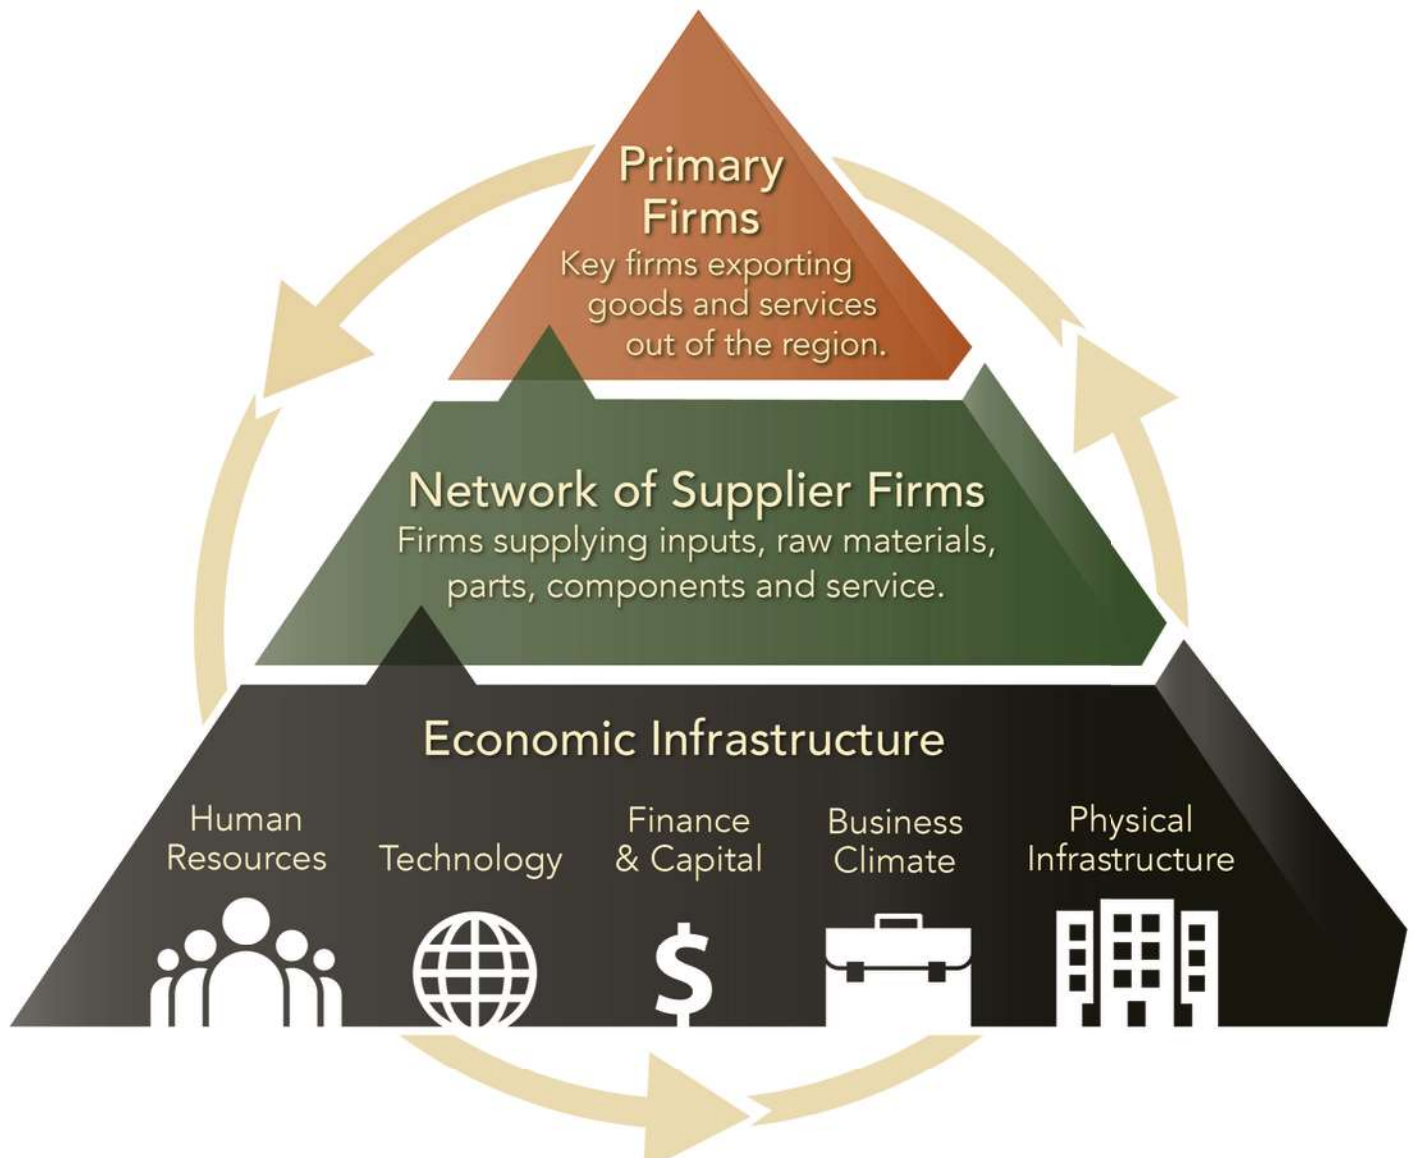 Primary
Firms
Key firms exporting
goods and services
out of the region.
Network of Supplier Firms
Firms supplying inputs, raw materials,
parts, components and service.
Economic Infrastructure
Human
Resources
Technology
Finance
& Capital
Business
Climate
Physical
Infrastructure
$